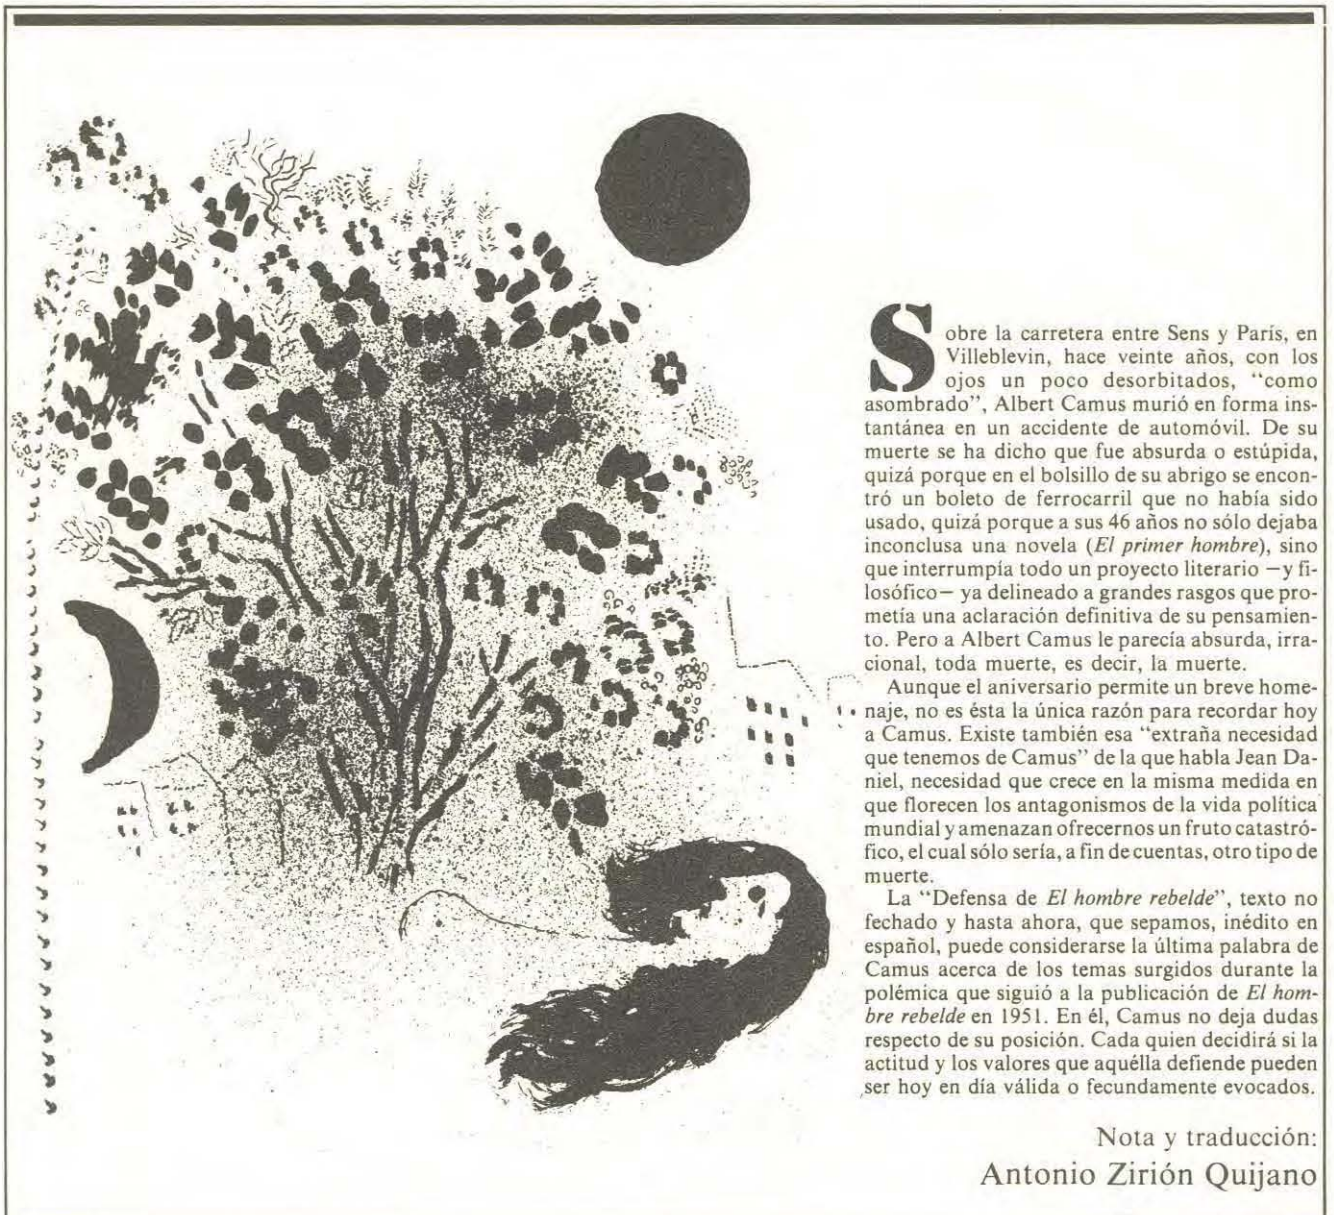 Sobre la carretera entre Sens y París, en
Villeblevin, hace veinte años, con los
ojos un poco desorbitados, “como
asombrado”, Albert Camus murió en forma ins-
tantánea en un accidente de automóvil. De su
muerte se ha dicho que fue absurda o estúpida,
quizá porque en el bolsillo de su abrigo se encon-
tró un boleto de ferrocarril que no había sido
usado, quizá porque a sus 46 años no sólo dejaba
inconclusa una novela (El primer hombre), sino
que interrumpía todo un proyecto literario —y fi-
losófico— ya delineado a grandes rasgos que pro-
metía una aclaración definitiva de su pensamien-
to. Pero a Albert Camus le parecía absurda, irra-
cional, toda muerte, es decir, la muerte.
Aunque el aniversario permite un breve home-
naje, no es ésta la única razón para recordar hoy
a Camus. Existe también esa “extraña necesidad
que tenemos de Camus” de la que habla Jean Da-
niel, necesidad que crece en la misma medida en
que florecen los antagonismos de la vida política
mundial y amenazan ofrecernos un fruto catastró-
fico, el cual sólo sería, a fin de cuentas, otro tipo de
muerte.
La “Defensa de El hombre rebelde”, texto no
fechado y hasta ahora, que sepamos, inédito en
español, puede considerarse la última palabra de
Camus acerca de los temas surgidos durante la
polémica que siguió a la publicación de El hom-
bre rebelde en 1951. En él, Camus no deja dudas
respecto de su posición. Cada quien decidirá si la
actitud y los valores que aquélla defiende pueden
ser hoy en día válida o fecundamente evocados.
Nota y traducción:
Antonio Zirión Quijano